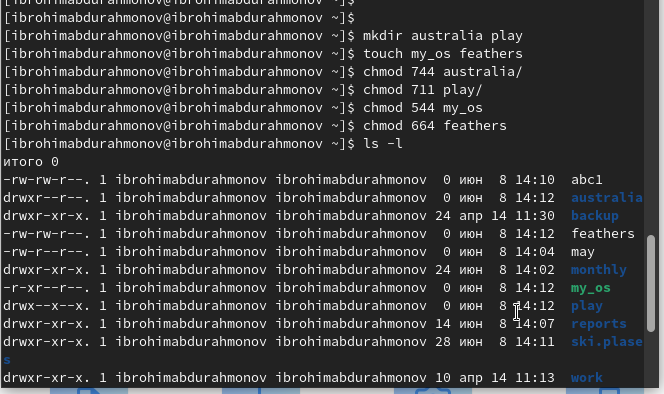 [ibrohimabdurahmonov@ibrohimabdurahmonov ~]$
[ibrohimabdurahmonov@ibrohimabdurahmonov ~]$
[ibrohimabdurahmonov@ibrohimabdurahmonov ~]$ mkdir australia play
[ibrohimabdurahmonov@ibrohimabdurahmonov ~]$ touch my_os feathers
[ibrohimabdurahmonov@ibrohimabdurahmonov ~]$ chmod 744 australia/
[ibrohimabdurahmonov@ibrohimabdurahmonov ~]$ chmod 711 play/
[ibrohimabdurahmonov@ibrohimabdurahmonov ~]$ chmod 544 my_os
[ibrohimabdurahmonov@ibrohimabdurahmonov ~]$ chmod 664 feathers
[ibrohimabdurahmonov@ibrohimabdurahmonov ~]$ ls -l
итого 0
-rw-rw-r--. 1 ibrohimabdurahmonov ibrohimabdurahmonov 0 июн 8 14:10 abc1
drwxr--r--. 1 ibrohimabdurahmonov ibrohimabdurahmonov 0 июн 8 14:12 australia
drwxr-xr-x. 1 ibrohimabdurahmonov ibrohimabdurahmonov 24 апр 14 11:30 backup
-rw-rw-r--. 1 ibrohimabdurahmonov ibrohimabdurahmonov 0 июн 8 14:12 feathers
-rw-r--r--. 1 ibrohimabdurahmonov ibrohimabdurahmonov 0 июн 8 14:04 may
drwxr-xr-x. 1 ibrohimabdurahmonov ibrohimabdurahmonov 24 июн 8 14:02 monthly
-r-xr--r--. 1 ibrohimabdurahmonov ibrohimabdurahmonov 0 июн 8 14:12 my_os
drwx--x--x. 1 ibrohimabdurahmonov ibrohimabdurahmonov 0 июн 8 14:12 play
drwxr-xr-x. 1 ibrohimabdurahmonov ibrohimabdurahmonov 14 июн 8 14:07 reports
drwxr-xr-x. 1 ibrohimabdurahmonov ibrohimabdurahmonov 28 июн 8 14:11 ski.plase
s
drwxr-xr-x. 1 ibrohimabdurahmonov ibrohimabdurahmonov 10 апр 14 11:13 work